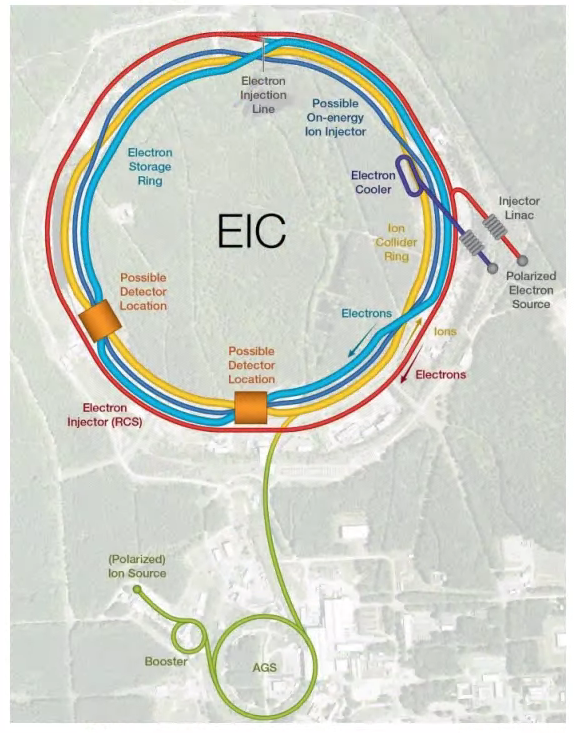 Electron
Injection
Line
Possible
On-energy
Ion Injector
Electron
Storage
Ring
Electron
Cooler
Injector
Linac
EIC
Ion
Collider
Ring
Polarized
Electron
Source
Possible
Detector
Location
Electrons
Ions
Possible
Detector
Location
Electrons
Electron
Injector (RCS)
(Polarized)
Ion Source
Booster
AGS